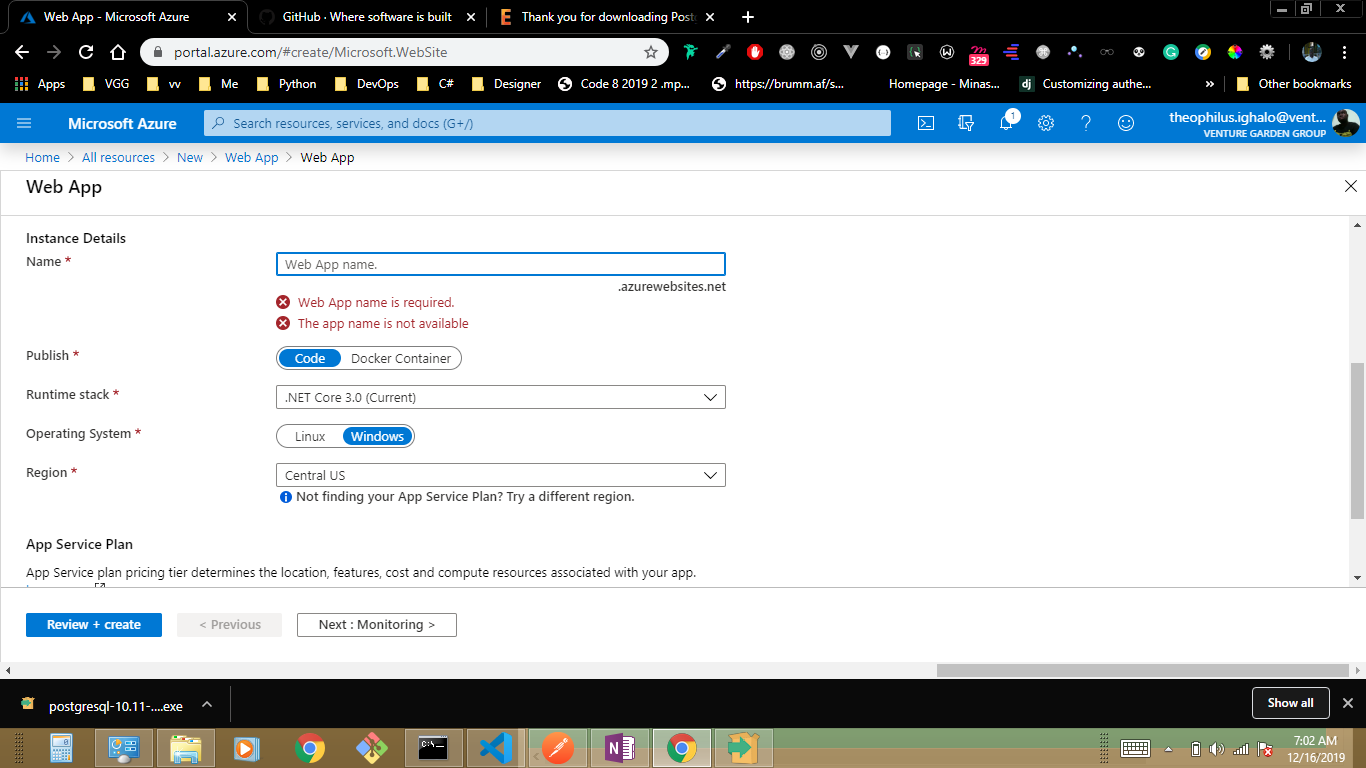 Web App - Microsoft Azure
GitHub · Where software is built
Thank you for downloading Post
portal.azure.com/#create/Microsoft.WebSite
329
Apps
VGG
vv
Me
Python
DevOps
C#
Designer
Code 8 2019 2 .mp...
https://brumm.af/s...
Homepage - Minas...
dj
Customizing authe...
»
Other bookmarks
Microsoft Azure
Search resources, services, and docs (G+/)
1
theophilus.ighalo@vent...
VENTURE GARDEN GROUP
Home > All resources > New > Web App > Web App
Web App
Instance Details
Name *
Web App name.
.azurewebsites.net
Web App name is required.
The app name is not available
Publish *
Code Docker Container
Runtime stack *
.NET Core 3.0 (Current)
Operating System *
Linux Windows
Region *
Central US
Not finding your App Service Plan? Try a different region.
App Service Plan
App Service plan pricing tier determines the location, features, cost and compute resources associated with your app.
Review + create
< Previous
Next : Monitoring >
postgresql-10.11-....exe
Show all
C:\_
7:02 AM
12/16/2019